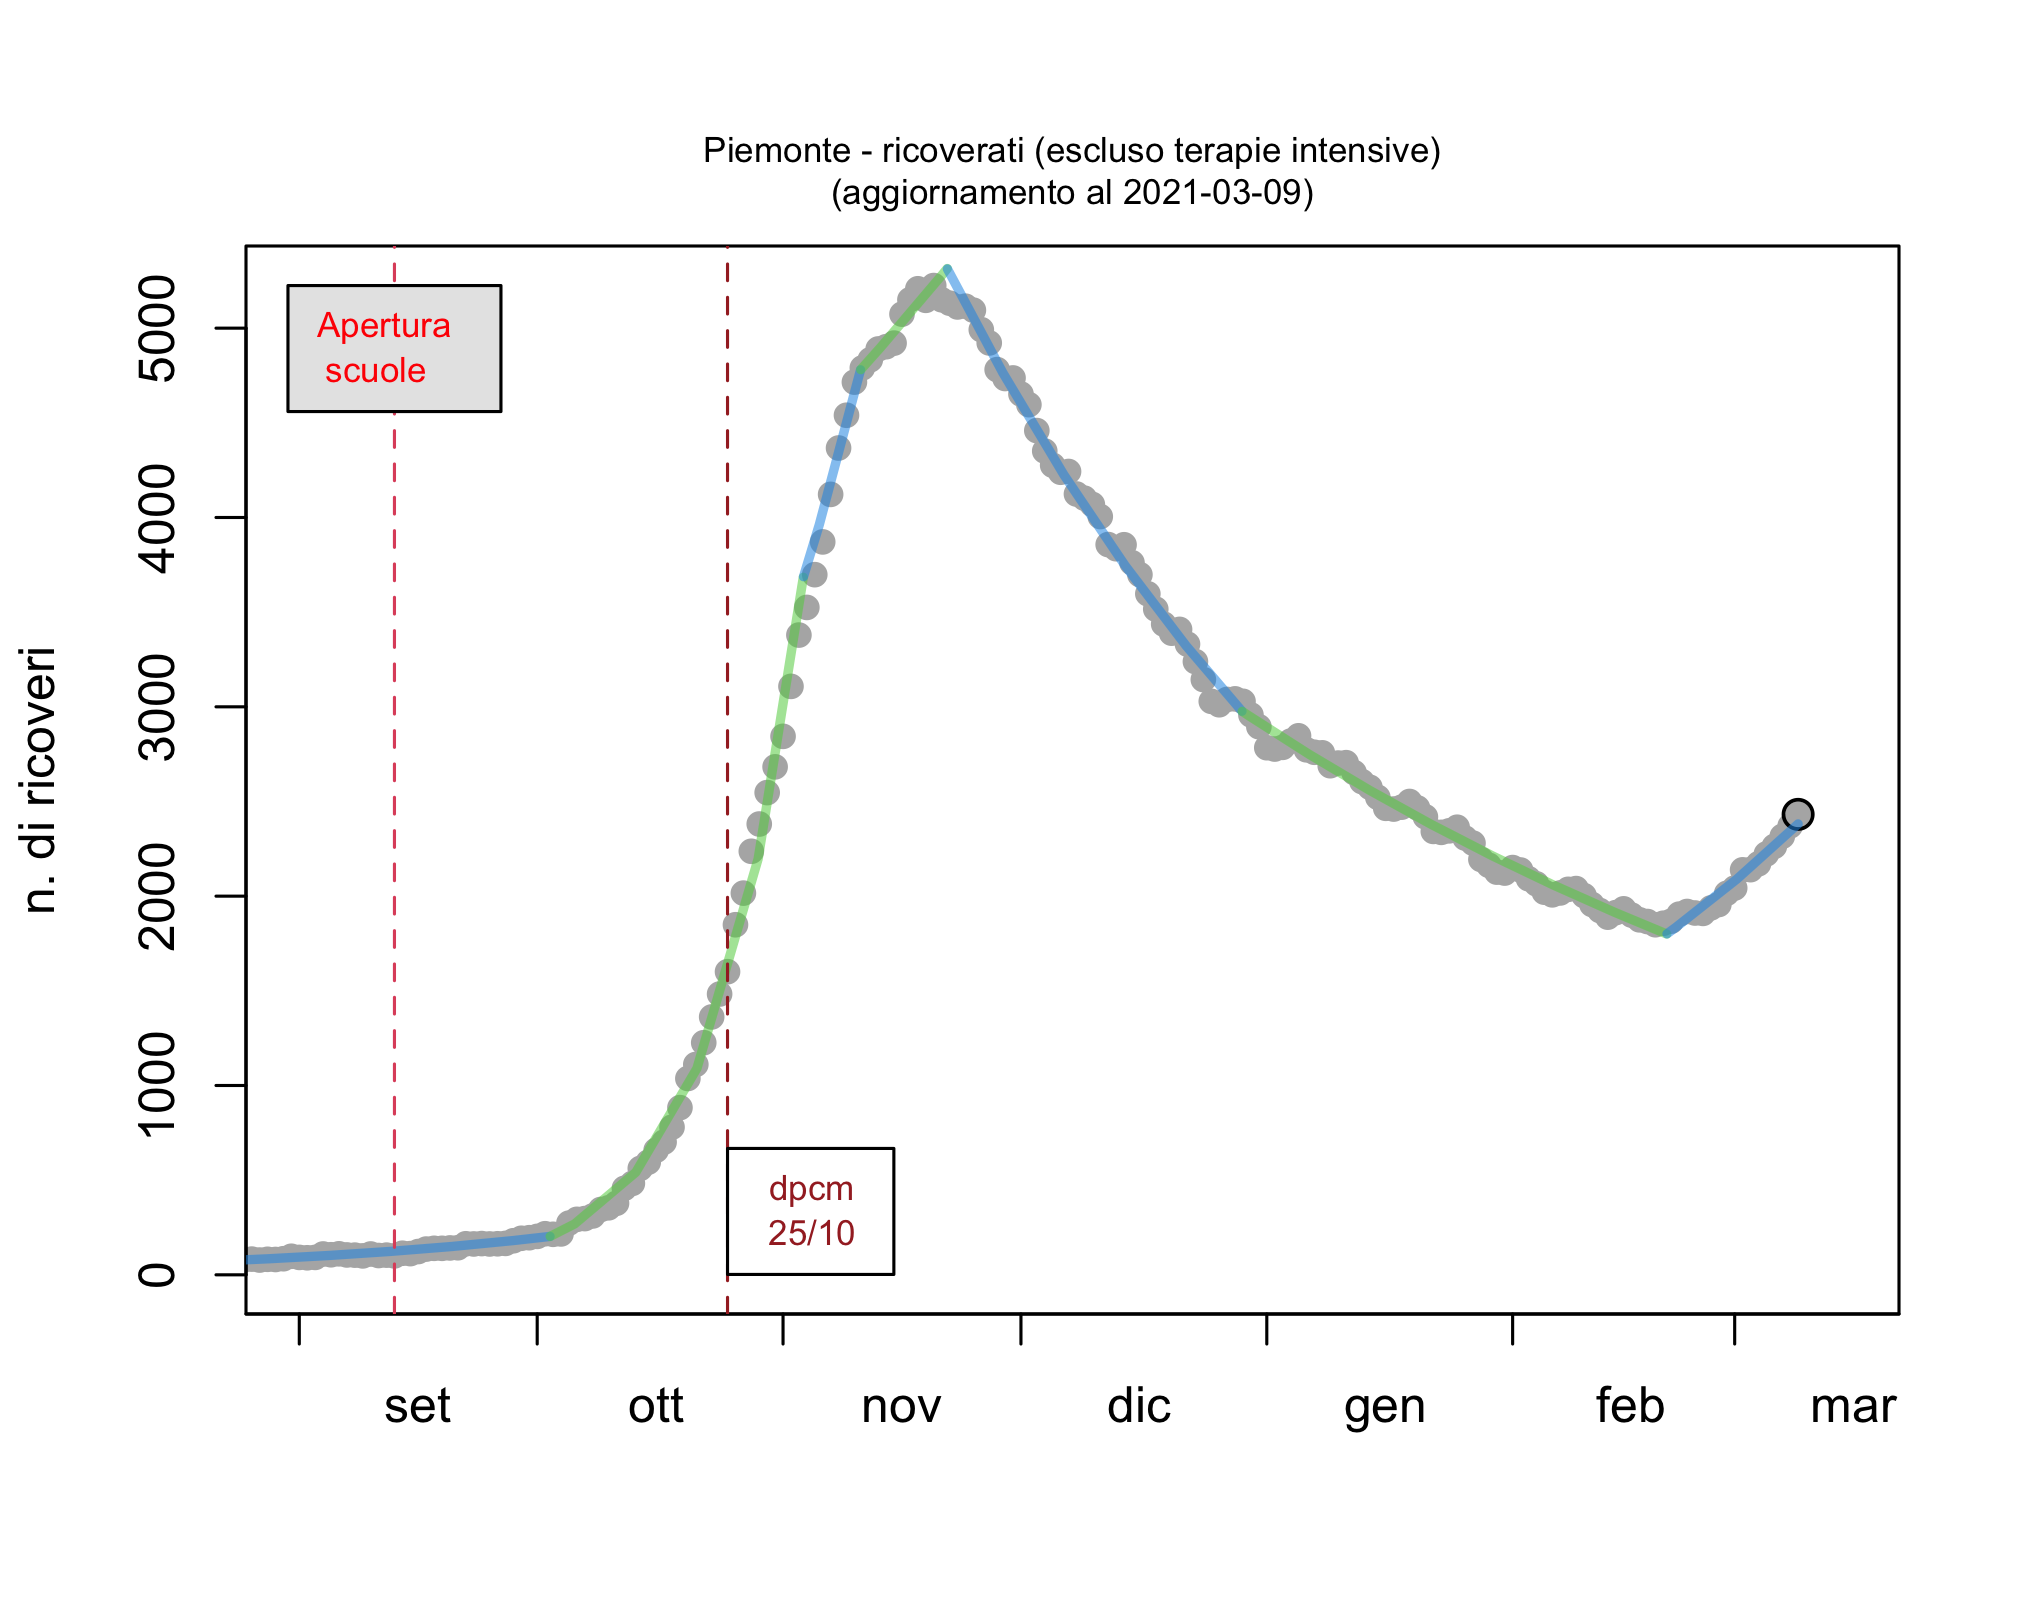 Piemonte - ricoverati (escluso terapie intensive)
(aggiornamento al 2021-03-09)
n. di ricoveri
5000
4000
3000
2000
1000
0
Apertura
scuole
dpcm
25/10
set
ott
nov
dic
gen
feb
mar